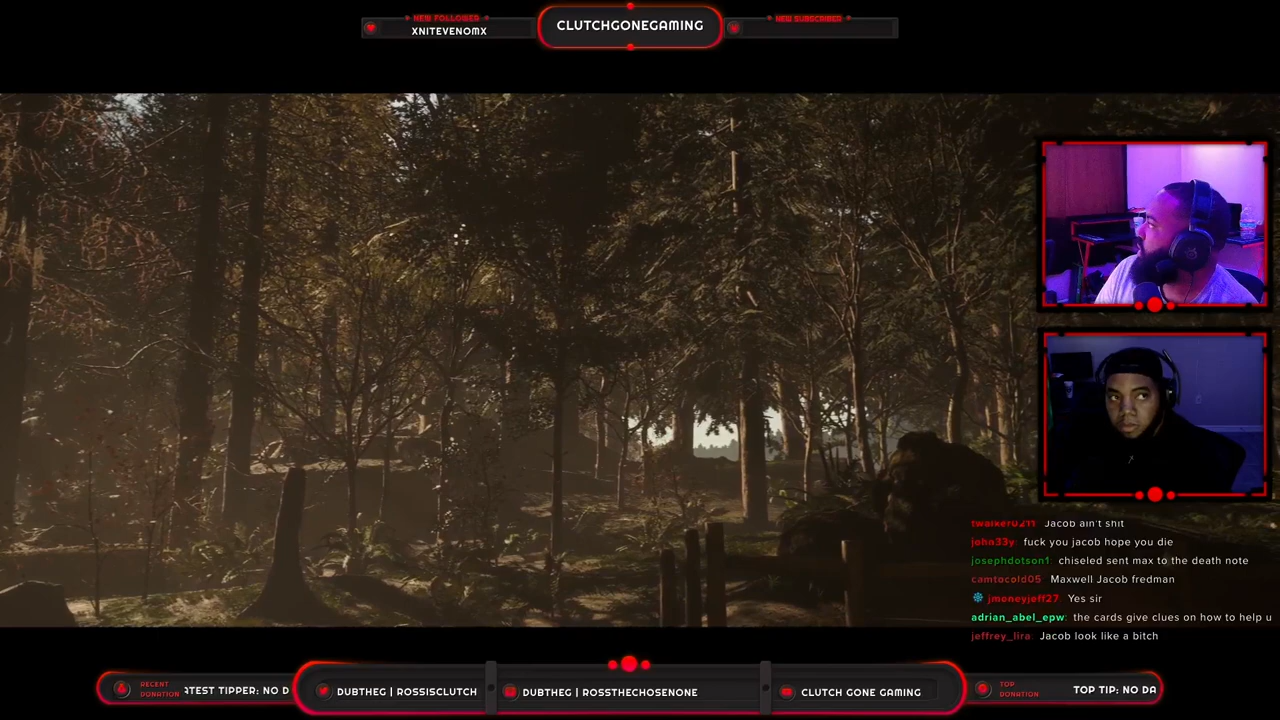 NEW FOLLOWER
XNITEVENOMX
CLUTCHGONEGAMING
NEW SUBSCRIBER
twalker0211 Jacob ain't shit
john33y: fuck you jacob hope you die
josephdotson1: chiseled sent max to the death note
camtocold05: Maxwell Jacob fredman
jmoneyjeff27: Yes sir
adrian_abel_epw: the cards give clues on how to help u
jeffrey_lira: Jacob look like a bitch
RECENT DONATION
TEST TIPPER: NO D
DUBTHEG | ROSSISCLUTCH
DUBTHEG | ROSSTHECHOSENONE
CLUTCH GONE GAMING
TOP DONATION
TOP TIP: NO DA